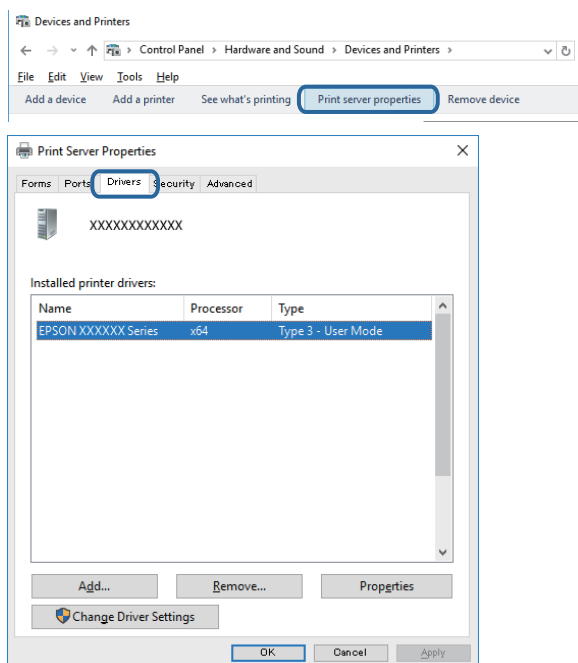 Devices and Printers
Control Panel > Hardware and Sound > Devices and Printers >
File Edit View Tools Help
Add a device Add a printer See what's printing Print server properties Remove device
Print Server Properties
Forms Ports Drivers Security Advanced
XXXXXXXXXXXX
Installed printer drivers:
Name Processor Type
EPSON XXXXXX Series x64 Type 3 - User Mode
Add... Remove... Properties
Change Driver Settings
OK Cancel Apply